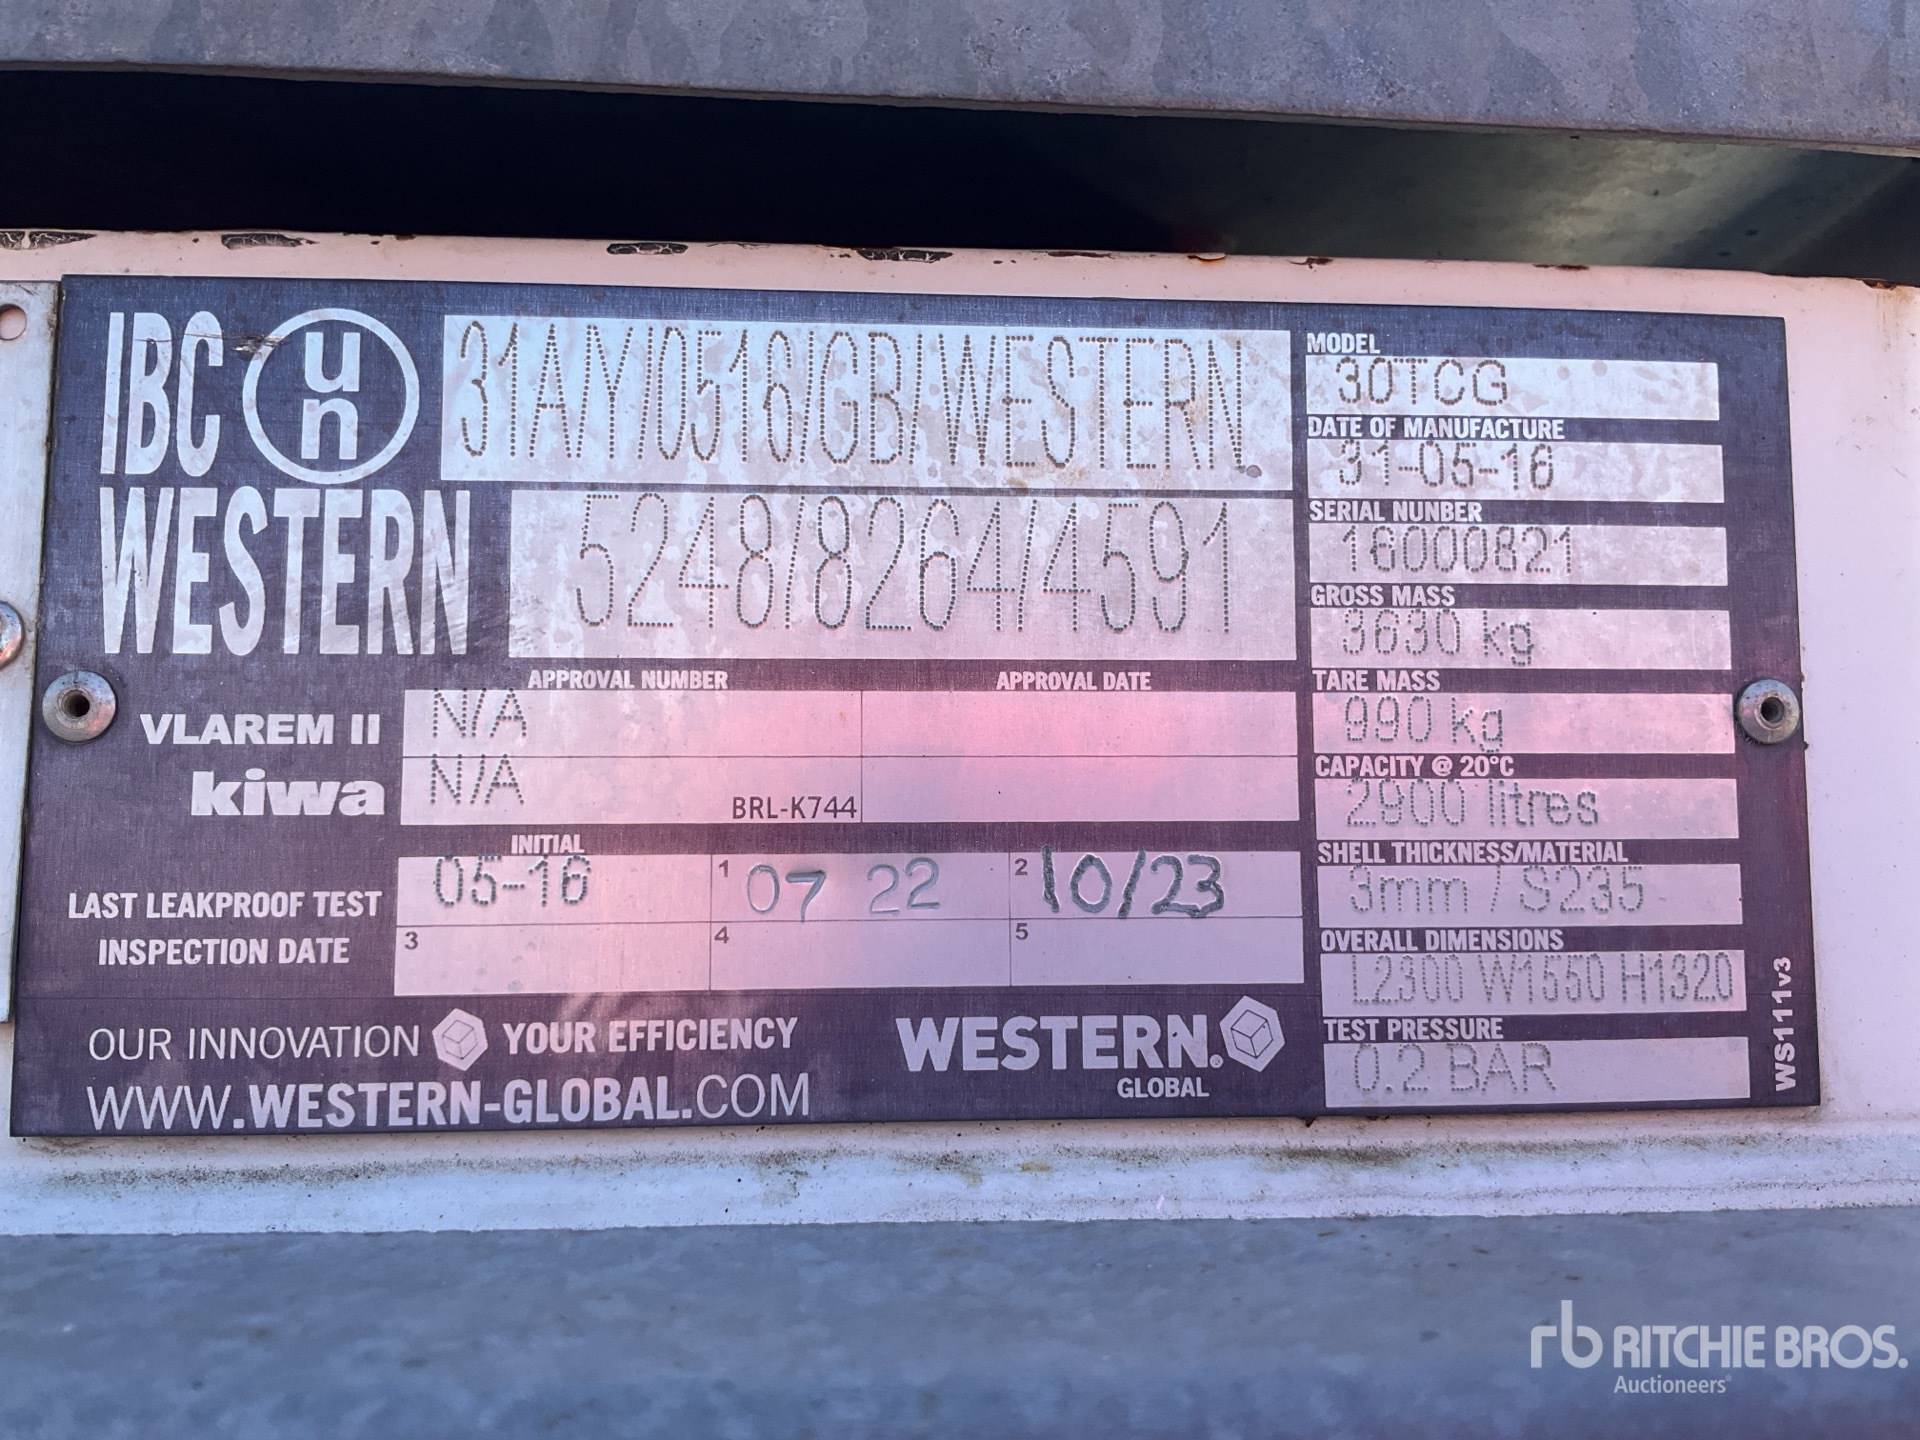 IBC un 31A/Y/0516/GB/WESTERN
WESTERN 5248/8264/4591
APPROVAL NUMBER APPROVAL DATE
VLAREM II N/A
kiwa N/A BRL-K744
INITIAL
LAST LEAKPROOF TEST 05-16 1 07 22 2 10/23
INSPECTION DATE 3 4 5
OUR INNOVATION YOUR EFFICIENCY
WWW.WESTERN-GLOBAL.COM
WESTERN.®
GLOBAL
MODEL
30TCG
DATE OF MANUFACTURE
31-05-16
SERIAL NUNBER
16000821
GROSS MASS
3630 kg
TARE MASS
990 kg
CAPACITY @ 20°C
2900 litres
SHELL THICKNESS/MATERIAL
3mm / S235
OVERALL DIMENSIONS
L2300 W1550 H1320
TEST PRESSURE
0.2 BAR
WS111v3
rb RITCHIE BROS.
Auctioneers